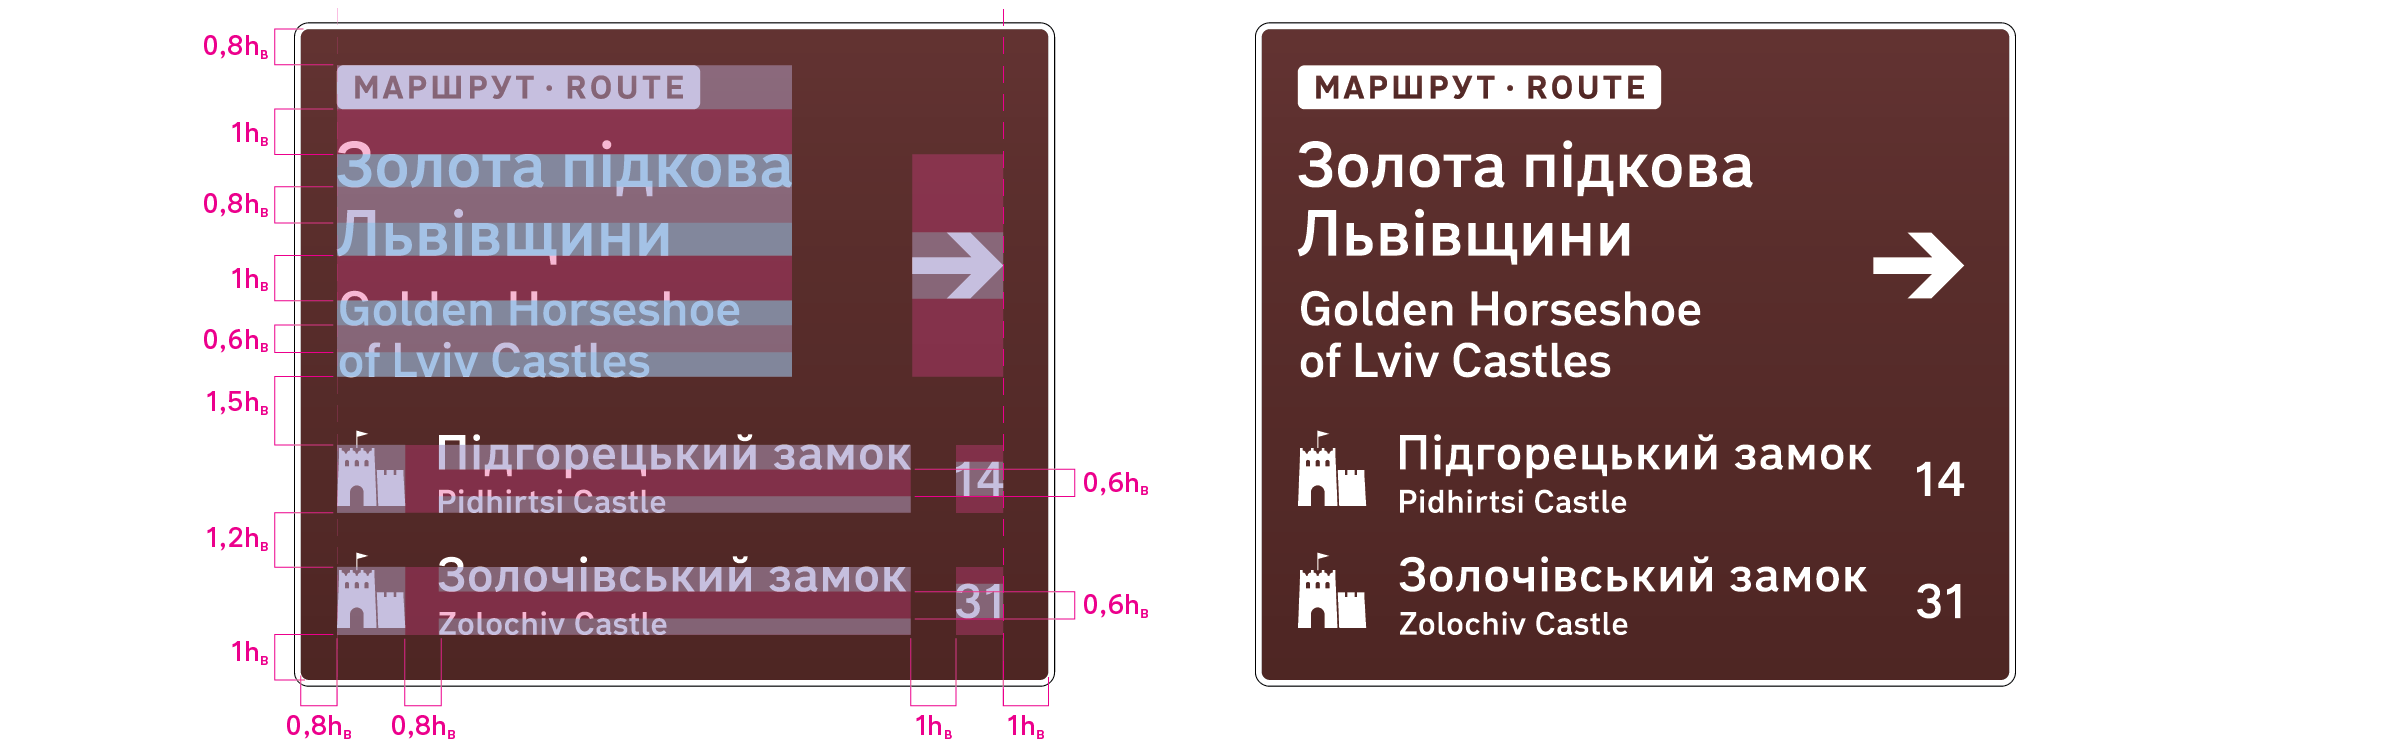 0,8hв
1hв
0,8hв
1hв
0,6hв
1,5hв
1,2hв
1hв
МАРШРУТ · ROUTE
Золота підкова
Львівщини
Golden Horseshoe
of Lviv Castles
Підгорецький замок 14
Pidhirtsi Castle
Золочівський замок 31
Zolochiv Castle
0,6hв
0,6hв
0,8hв 0,8hв 1hв 1hв
МАРШРУТ · ROUTE
Золота підкова
Львівщини
Golden Horseshoe
of Lviv Castles
Підгорецький замок 14
Pidhirtsi Castle
Золочівський замок 31
Zolochiv Castle